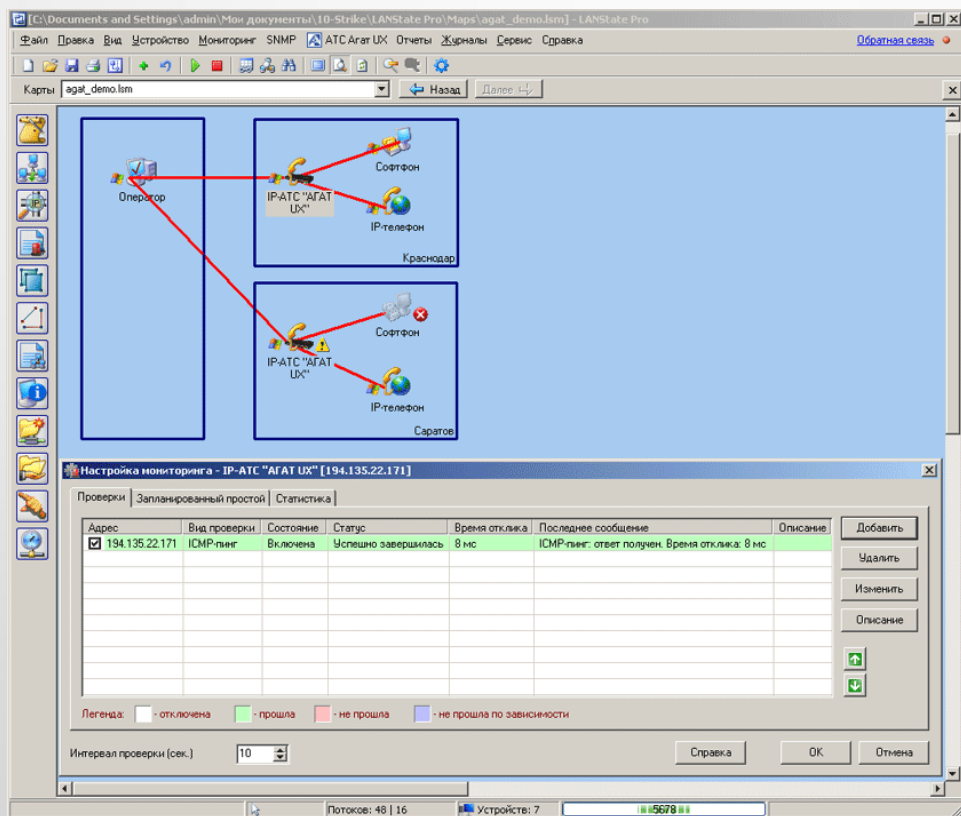 [C:\Documents and Settings\admin\Мои документы\10-Strike\LANState Pro\Maps\agat_demo.lsm] - LANState Pro
Файл Правка Вид Устройство Мониторинг SNMP АТС Агат UX Отчеты Журналы Сервис Справка Обратная связь
Карты agat_demo.lsm Назад Далее
Оператор
IP-АТС "АГАТ UX"
Софтфон
IP-телефон
Краснодар
IP-АТС "АГАТ UX"
Софтфон
IP-телефон
Саратов
Настройка мониторинга - IP-АТС "АГАТ UX" [194.135.22.171]
Проверки Запланированный простой Статистика
Адрес Вид проверки Состояние Статус Время отклика Последнее сообщение Описание
194.135.22.171 ICMP-пинг Включена Успешно завершилась 8 мс ICMP-пинг: ответ получен. Время отклика: 8 мс
Добавить
Удалить
Изменить
Описание
Легенда: - отключена - прошла - не прошла - не прошла по зависимости
Интервал проверки (сек.) 10 Справка OK Отмена
Потоков: 48 | 16 Устройств: 7 5678